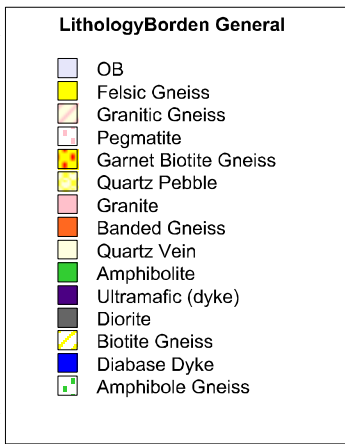 LithologyBorden General
OB
Felsic Gneiss
Granitic Gneiss
Pegmatite
Garnet Biotite Gneiss
Quartz Pebble
Granite
Banded Gneiss
Quartz Vein
Amphibolite
Ultramafic (dyke)
Diorite
Biotite Gneiss
Diabase Dyke
Amphibole Gneiss